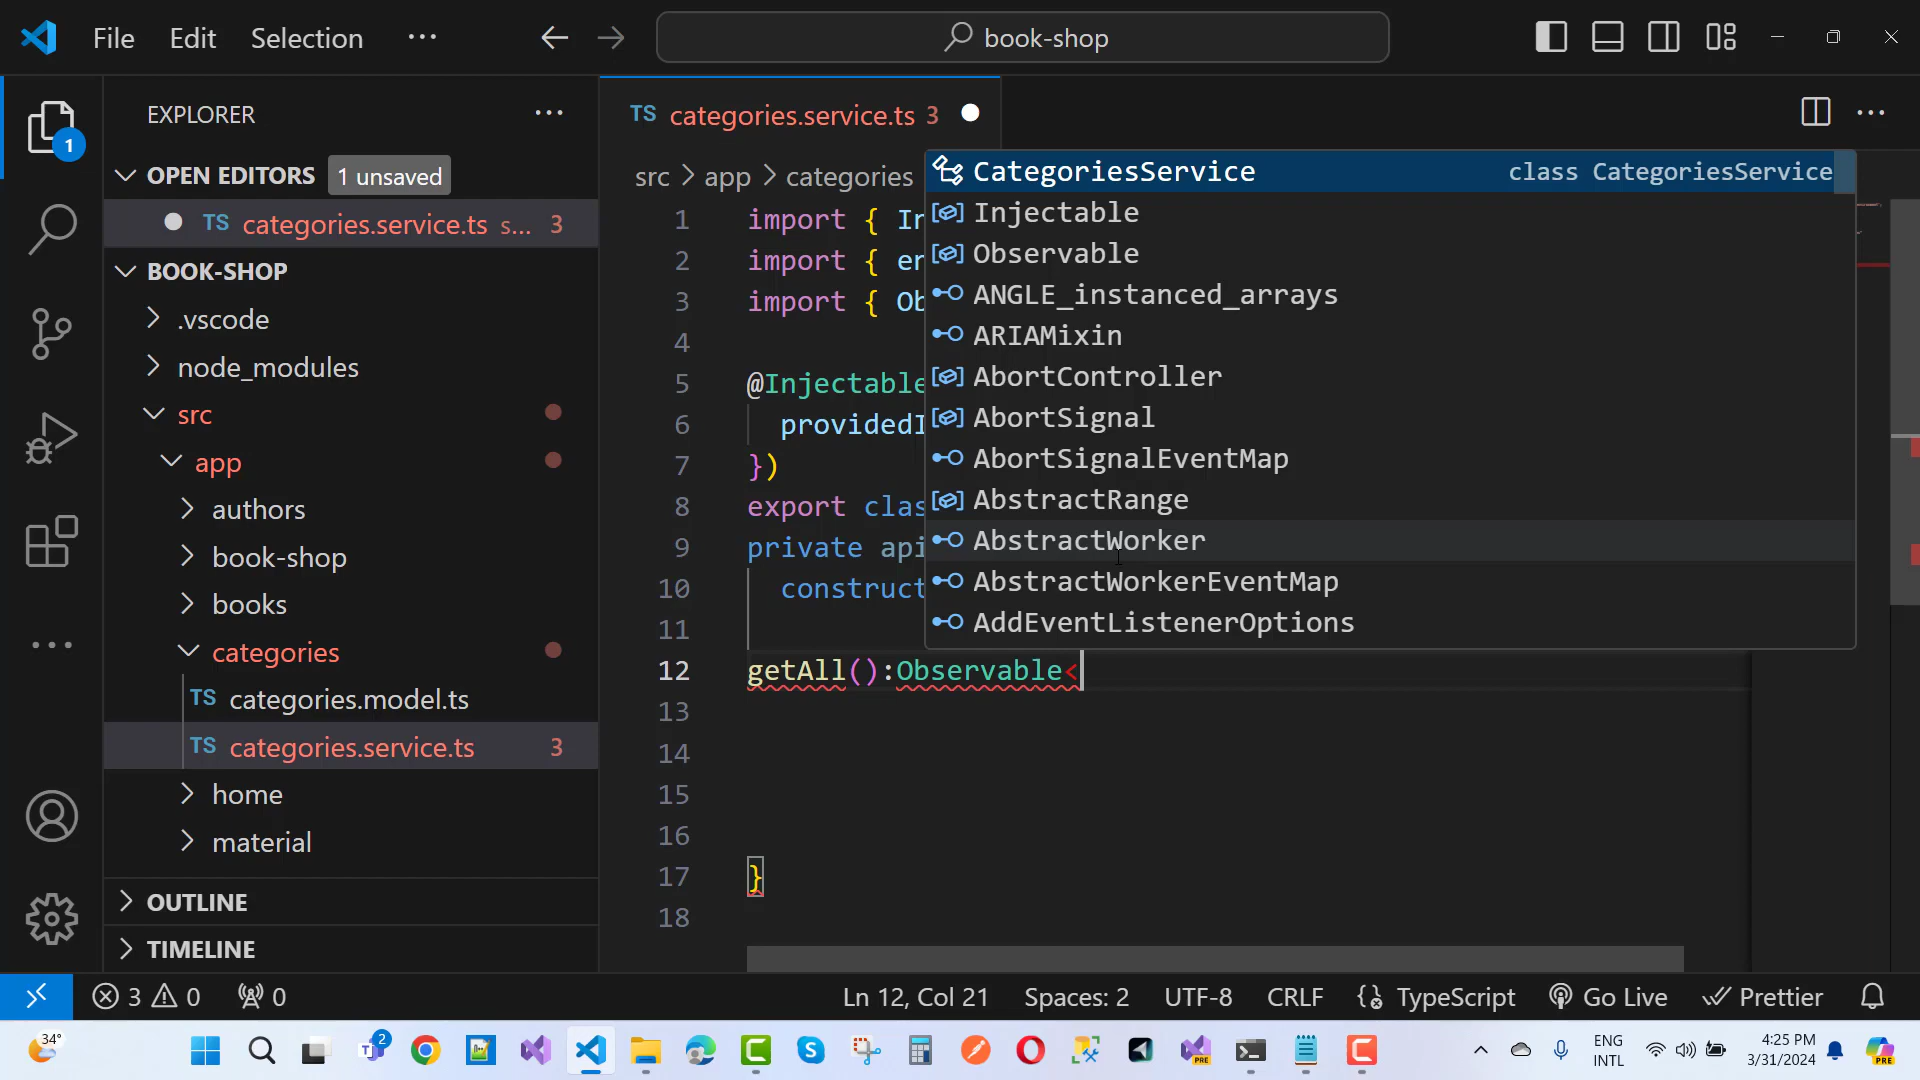 File Edit Selection ··· book-shop
EXPLORER
OPEN EDITORS 1 unsaved
TS categories.service.ts s... 3
BOOK-SHOP
.vscode
node_modules
src
app
authors
book-shop
books
categories
TS categories.model.ts
TS categories.service.ts 3
home
material
OUTLINE
TIMELINE
1
TS categories.service.ts 3
src > app > categories
1 import { In
2 import { en
3 import { Ob
4
5 @Injectable
6 providedI
7 })
8 export clas
9 private api
10 construct
11
12 getAll():Observable<
13
14
15
16
17 }
18
CategoriesService class CategoriesService
Injectable
Observable
ANGLE_instanced_arrays
ARIAMixin
AbortController
AbortSignal
AbortSignalEventMap
AbstractRange
AbstractWorker
AbstractWorkerEventMap
AddEventListenerOptions
3 0 0 Ln 12, Col 21 Spaces: 2 UTF-8 CRLF TypeScript Go Live Prettier
34° 2 PRE PRE
ENG
INTL
4:25 PM
3/31/2024